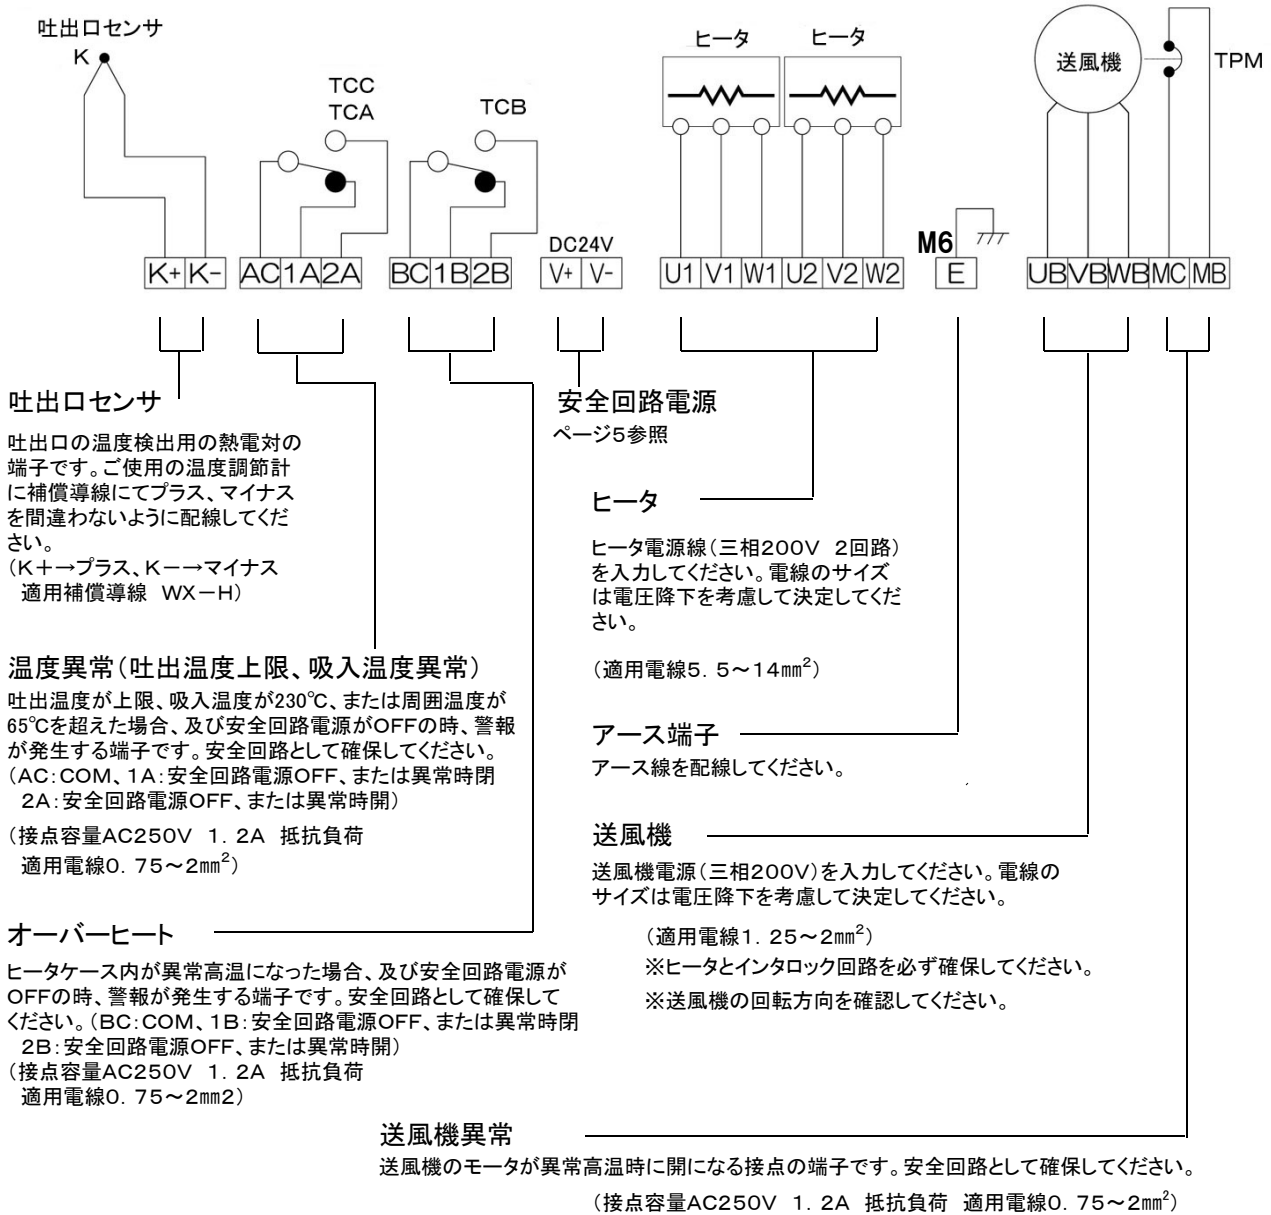 吐出口センサ
K
TCC
TCA
TCB
ヒータ
ヒータ
送風機
TPM
DC24V
M6
K+ K-
AC 1A 2A
BC 1B 2B
V+ V-
U1 V1 W1 U2 V2 W2
E
UB VB WB MC MB
吐出口センサ
吐出口の温度検出用の熱電対の
端子です。ご使用の温度調節計
に補償導線にてプラス、マイナス
を間違わないように配線してくだ
さい。
(K+→プラス、K-→マイナス
適用補償導線 WX-H)
温度異常(吐出温度上限、吸入温度異常)
吐出温度が上限、吸入温度が230℃、または周囲温度が
65℃を超えた場合、及び安全回路電源がOFFの時、警報
が発生する端子です。安全回路として確保してください。
(AC:COM、1A:安全回路電源OFF、または異常時閉
2A:安全回路電源OFF、または異常時開)
(接点容量AC250V 1.2A 抵抗負荷
適用電線0.75~2mm²)
オーバーヒート
ヒータケース内が異常高温になった場合、及び安全回路電源が
OFFの時、警報が発生する端子です。安全回路として確保して
ください。(BC:COM、1B:安全回路電源OFF、または異常時閉
2B:安全回路電源OFF、または異常時開)
(接点容量AC250V 1.2A 抵抗負荷
適用電線0.75~2mm2)
安全回路電源
ページ5参照
ヒータ
ヒータ電源線(三相200V 2回路)
を入力してください。電線のサイズ
は電圧降下を考慮して決定してくだ
さい。
(適用電線5.5~14mm²)
アース端子
アース線を配線してください。
送風機
送風機電源(三相200V)を入力してください。電線の
サイズは電圧降下を考慮して決定してください。
(適用電線1.25~2mm²)
※ヒータとインタロック回路を必ず確保してください。
※送風機の回転方向を確認してください。
送風機異常
送風機のモータが異常高温時に開になる接点の端子です。安全回路として確保してください。
(接点容量AC250V 1.2A 抵抗負荷 適用電線0.75~2mm²)